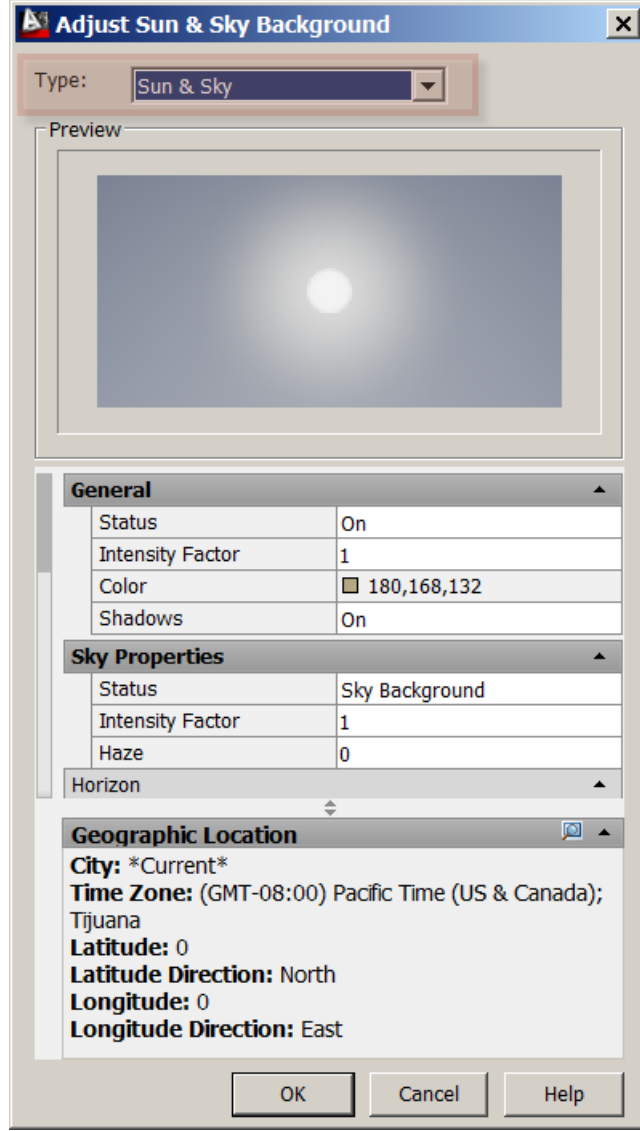 Adjust Sun & Sky Background
Type: Sun & Sky
Preview
General
Status On
Intensity Factor 1
Color 180,168,132
Shadows On
Sky Properties
Status Sky Background
Intensity Factor 1
Haze 0
Horizon
Geographic Location
City: *Current*
Time Zone: (GMT-08:00) Pacific Time (US & Canada);
Tijuana
Latitude: 0
Latitude Direction: North
Longitude: 0
Longitude Direction: East
OK Cancel Help